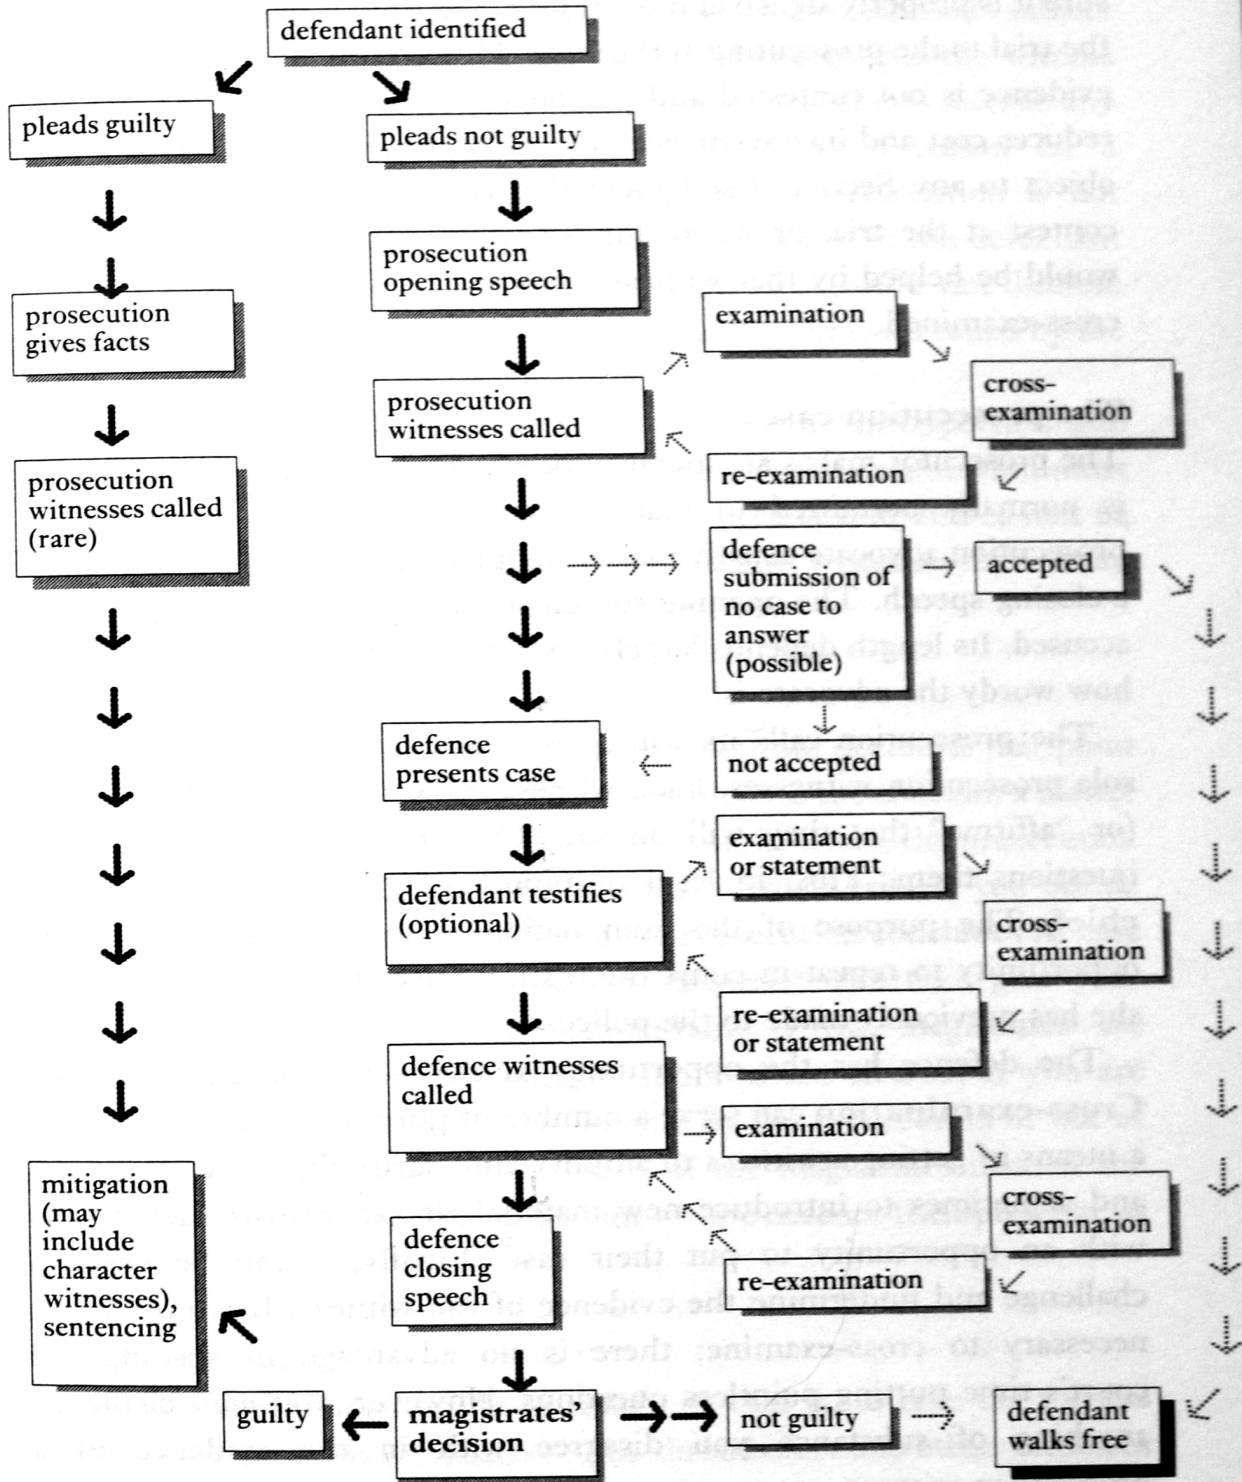 defendant identified
pleads guilty
pleads not guilty
prosecution
gives facts
prosecution
opening speech
examination
cross-
examination
prosecution
witnesses called
re-examination
prosecution
witnesses called
(rare)
defence
submission of
no case to
answer
(possible)
accepted
defence
presents case
not accepted
examination
or statement
defendant testifies
(optional)
cross-
examination
re-examination
or statement
defence witnesses
called
examination
mitigation
(may
include
character
witnesses),
sentencing
cross-
examination
defence
closing
speech
re-examination
guilty
magistrates'
decision
not guilty
defendant
walks free